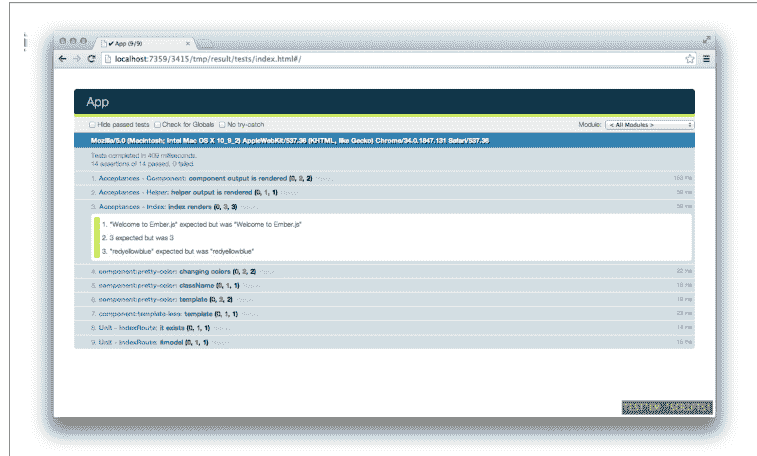 ✔ App (9/9)
localhost:7359/3415/tmp/result/tests/index.html#/
App
Hide passed tests Check for Globals No try-catch Module: < All Modules >
Mozilla/5.0 (Macintosh; Intel Mac OS X 10_9_2) AppleWebKit/537.36 (KHTML, like Gecko) Chrome/34.0.1847.131 Safari/537.36
Tests completed in 409 milliseconds.
14 assertions of 14 passed, 0 failed.
1. Acceptances - Component: component output is rendered (0, 2, 2)
2. Acceptances - Helper: helper output is rendered (0, 1, 1) 59 ms
3. Acceptances - Index: index renders (0, 3, 3) 59 ms
1. "Welcome to Ember.js" expected but was "Welcome to Ember.js"
2. 3 expected but was 3
3. "redyellowblue" expected but was "redyellowblue"
4. component:pretty-color: changing colors (0, 2, 2) 22 ms
5. component:pretty-color: className (0, 1, 1) 18 ms
6. component:pretty-color: template (0, 2, 2) 19 ms
7. component:template-less: template (0, 1, 1) 23 ms
8. Unit - IndexRoute: it exists (0, 1, 1) 14 ms
9. Unit - IndexRoute: #model (0, 1, 1) 15 ms